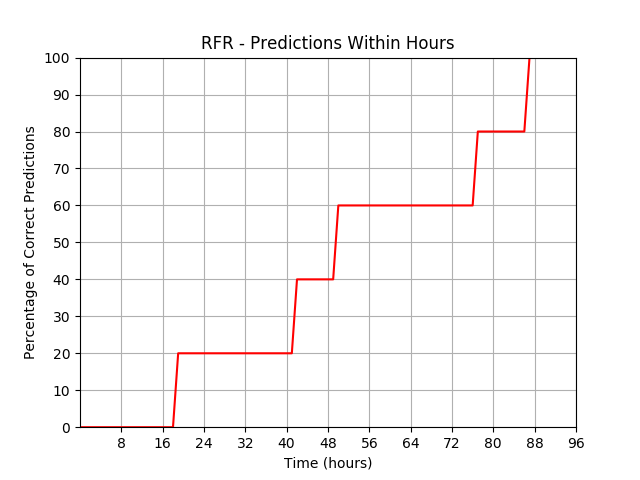 RFR - Predictions Within Hours
100
90
80
70
60
50
40
30
20
10
0
Percentage of Correct Predictions
8 16 24 32 40 48 56 64 72 80 88 96
Time (hours)